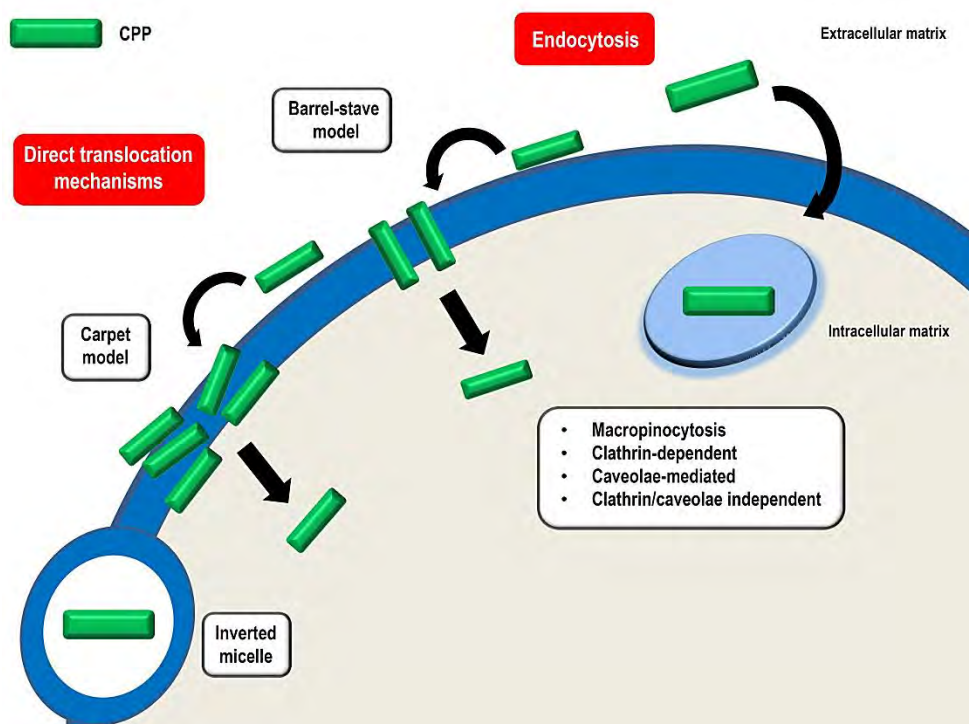 CPP
Endocytosis
Extracellular matrix
Barrel-stave
model
Direct translocation
mechanisms
Carpet
model
Intracellular matrix
• Macropinocytosis
• Clathrin-dependent
• Caveolae-mediated
• Clathrin/caveolae independent
Inverted
micelle